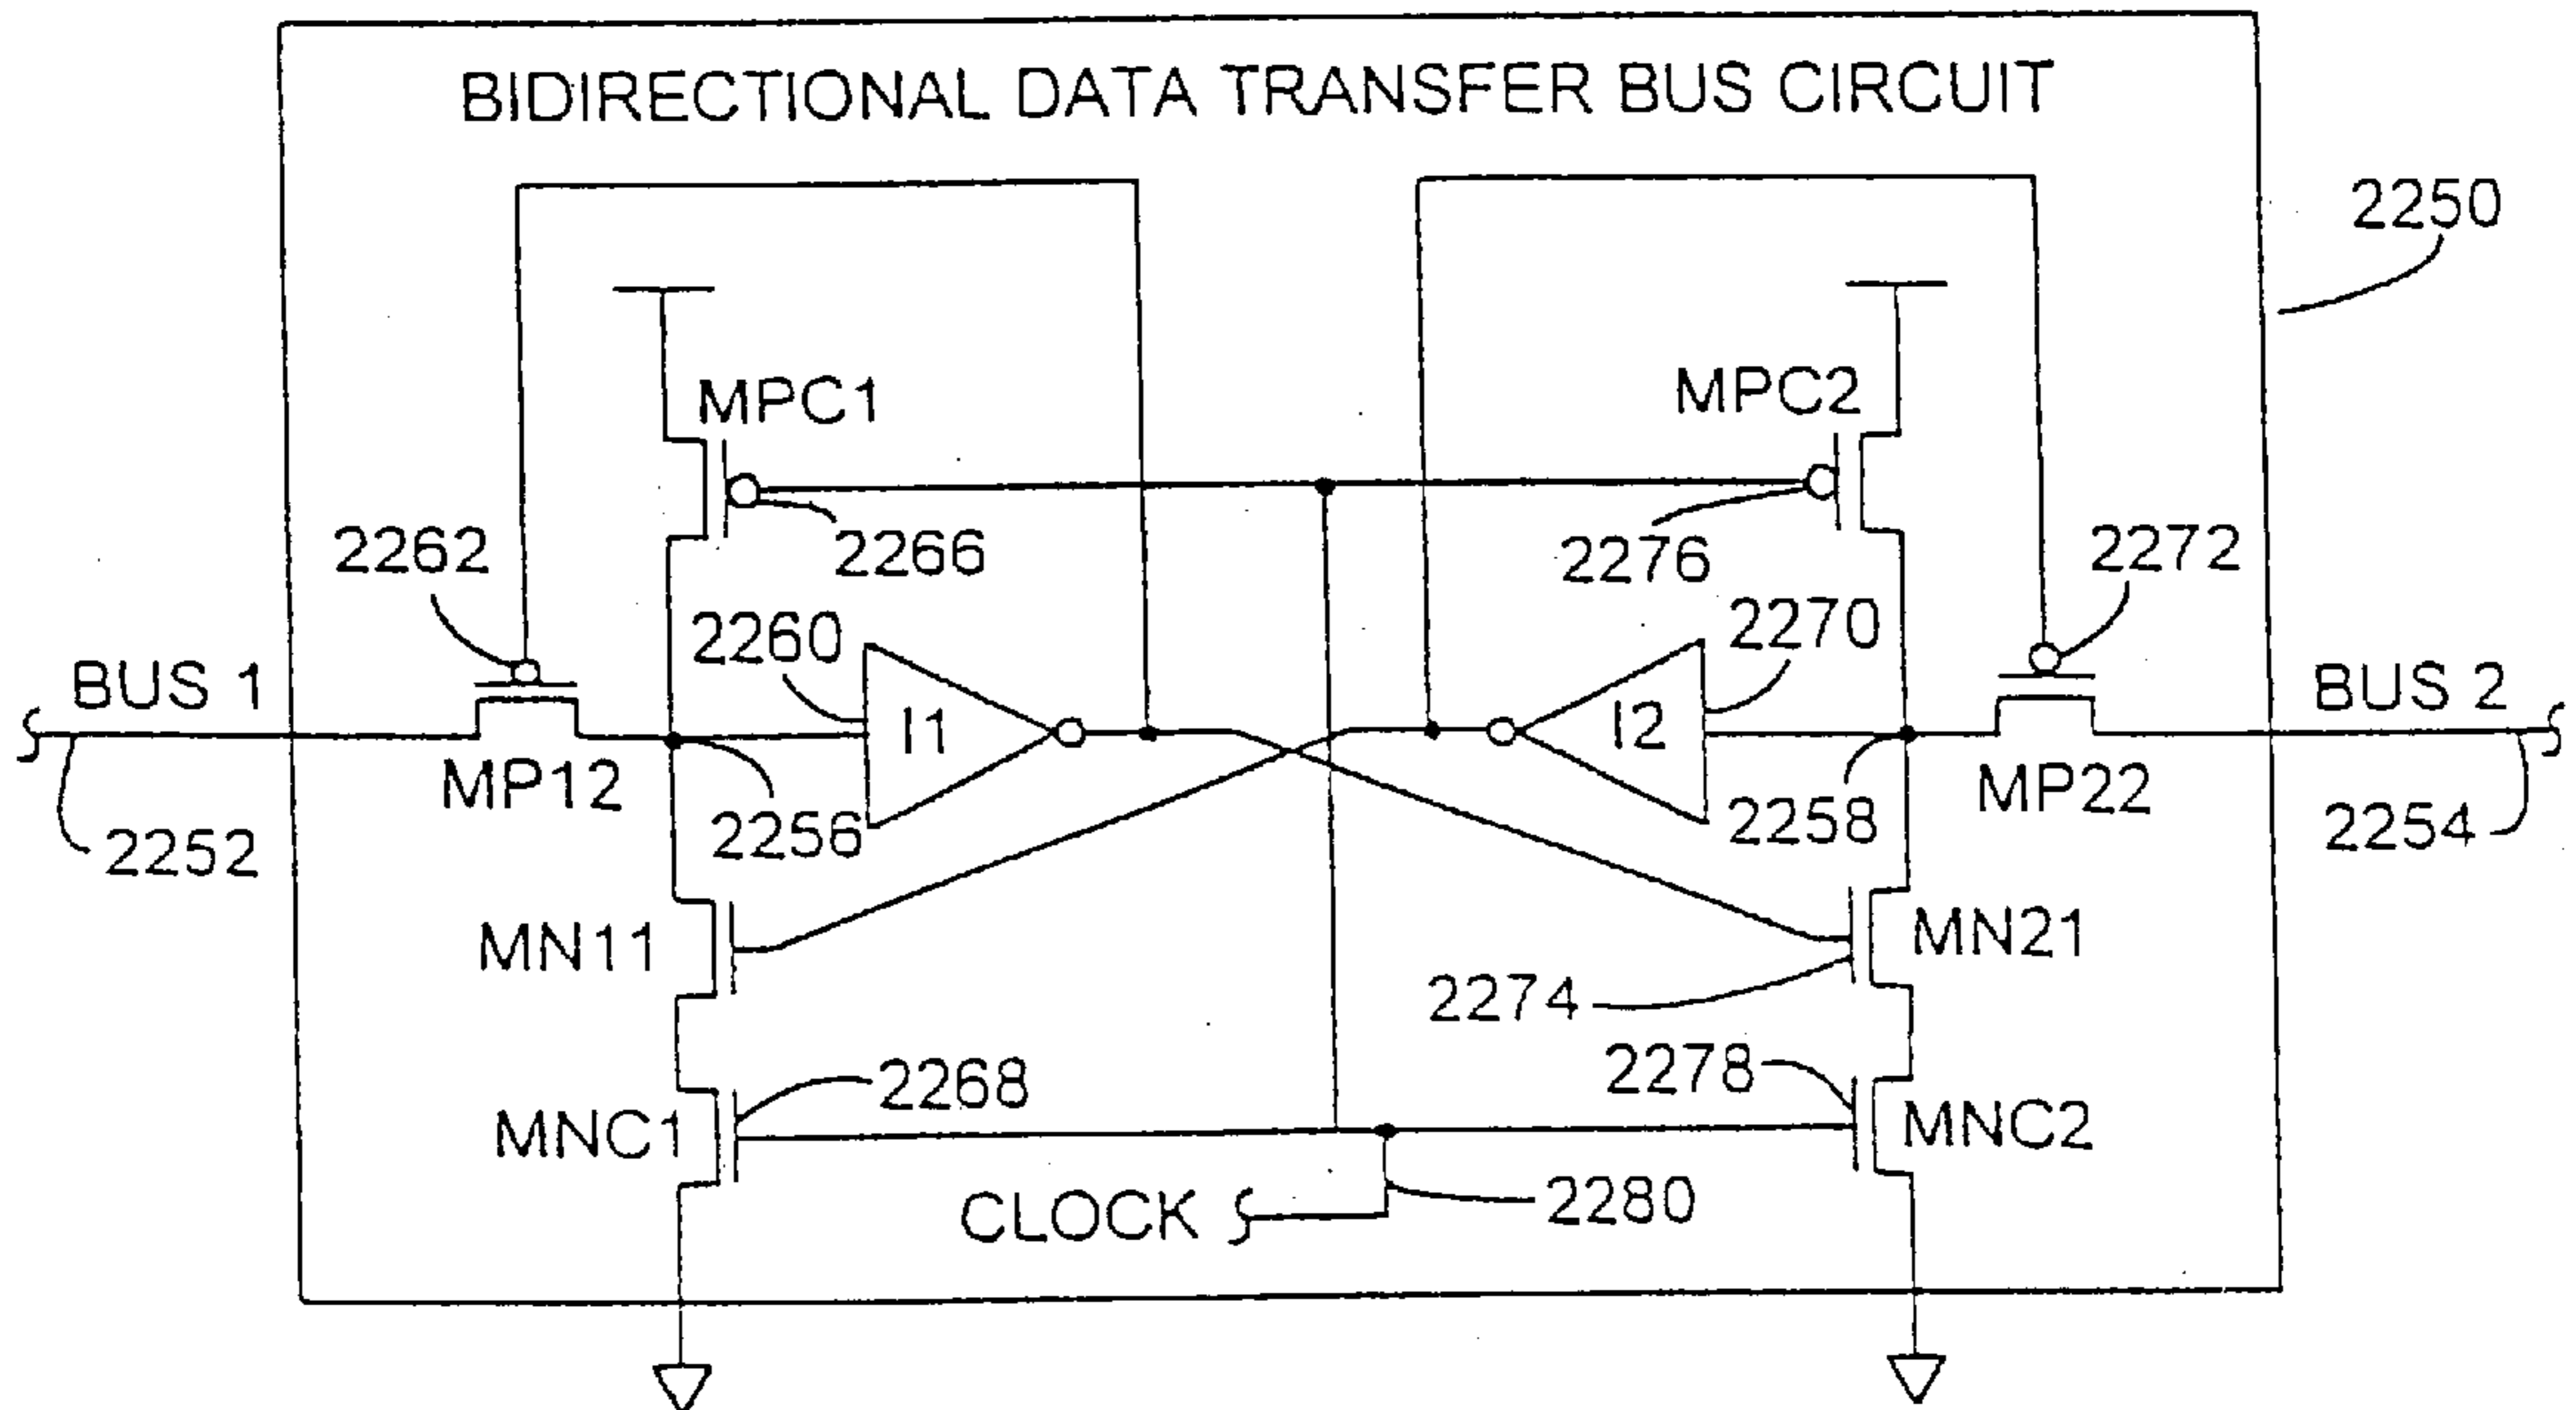 BIDIRECTIONAL DATA TRANSFER BUS CIRCUIT
2250
MPC1
MPC2
2266
2276
2262
2272
2260
2270
BUS 1
I1
I2
BUS 2
MP12
2256
2258
MP22
2252
2254
MN11
MN21
2274
2268
2278
MNC1
MNC2
CLOCK
2280